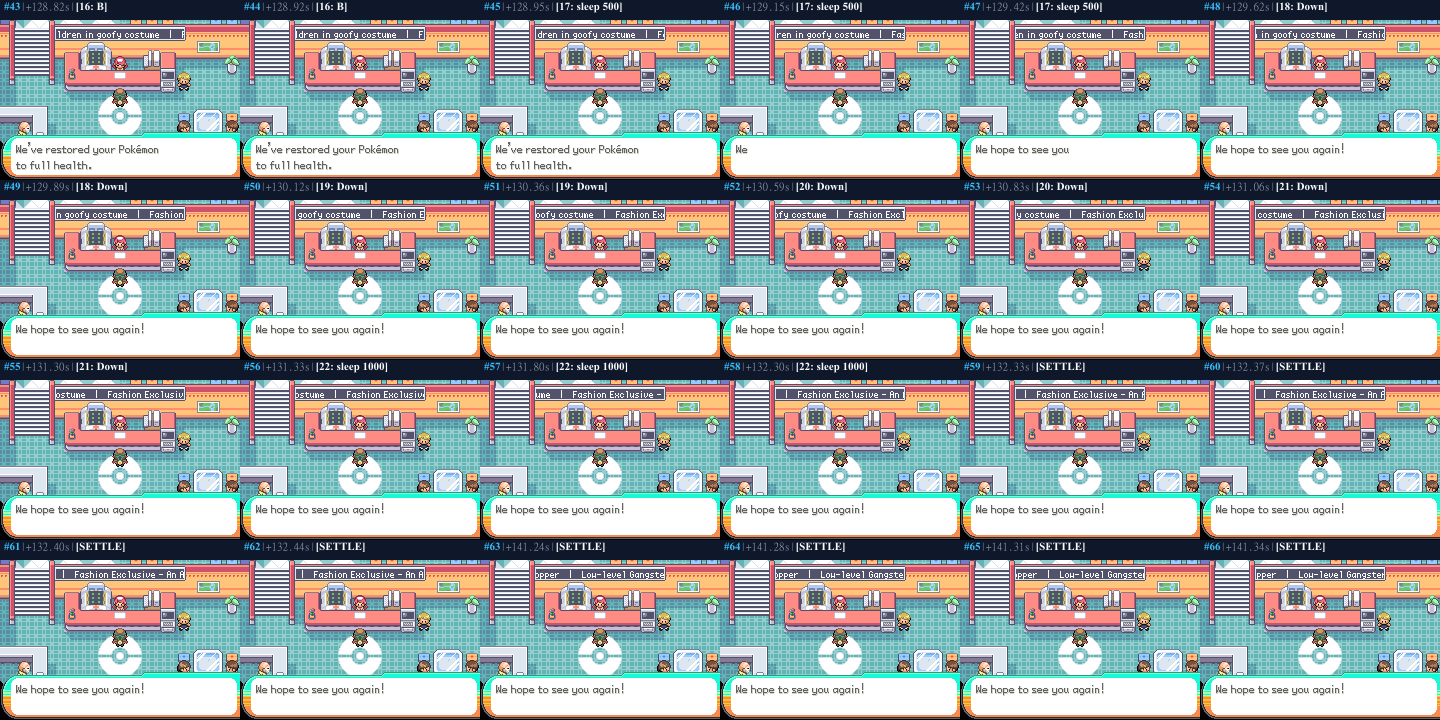 #43|+128.82s|[16: B]
ldren in goofy costume | F
We've restored your Pokémon
to full health.
#44|+128.92s|[16: B]
ldren in goofy costume | F
We've restored your Pokémon
to full health.
#45|+128.95s|[17: sleep 500]
dren in goofy costume | F
We've restored your Pokémon
to full health.
#46|+129.15s|[17: sleep 500]
ren in goofy costume | Fas
We
#47|+129.42s|[17: sleep 500]
en in goofy costume | Fash
We hope to see you
#48|+129.62s|[18: Down]
in goofy costume | Fashio
We hope to see you again!
#49|+129.89s|[18: Down]
n goofy costume | Fashion
We hope to see you again!
#50|+130.12s|[19: Down]
goofy costume | Fashion E
We hope to see you again!
#51|+130.36s|[19: Down]
oofy costume | Fashion Ex
We hope to see you again!
#52|+130.59s|[20: Down]
ofy costume | Fashion Excl
We hope to see you again!
#53|+130.83s|[20: Down]
y costume | Fashion Exclu
We hope to see you again!
#54|+131.06s|[21: Down]
costume | Fashion Exclusi
We hope to see you again!
#55|+131.30s|[21: Down]
ostume | Fashion Exclusiv
We hope to see you again!
#56|+131.33s|[22: sleep 1000]
ostume | Fashion Exclusiv
We hope to see you again!
#57|+131.80s|[22: sleep 1000]
ume | Fashion Exclusive -
We hope to see you again!
#58|+132.30s|[22: sleep 1000]
| Fashion Exclusive - An
We hope to see you again!
#59|+132.33s|[SETTLE]
| Fashion Exclusive - An
We hope to see you again!
#60|+132.37s|[SETTLE]
| Fashion Exclusive - An
We hope to see you again!
#61|+132.40s|[SETTLE]
| Fashion Exclusive - An A
We hope to see you again!
#62|+132.44s|[SETTLE]
| Fashion Exclusive - An A
We hope to see you again!
#63|+141.24s|[SETTLE]
opper | Low-level Gangste
We hope to see you again!
#64|+141.28s|[SETTLE]
pper | Low-level Gangste
We hope to see you again!
#65|+141.31s|[SETTLE]
pper | Low-level Gangste
We hope to see you again!
#66|+141.34s|[SETTLE]
pper | Low-level Gangste
We hope to see you again!